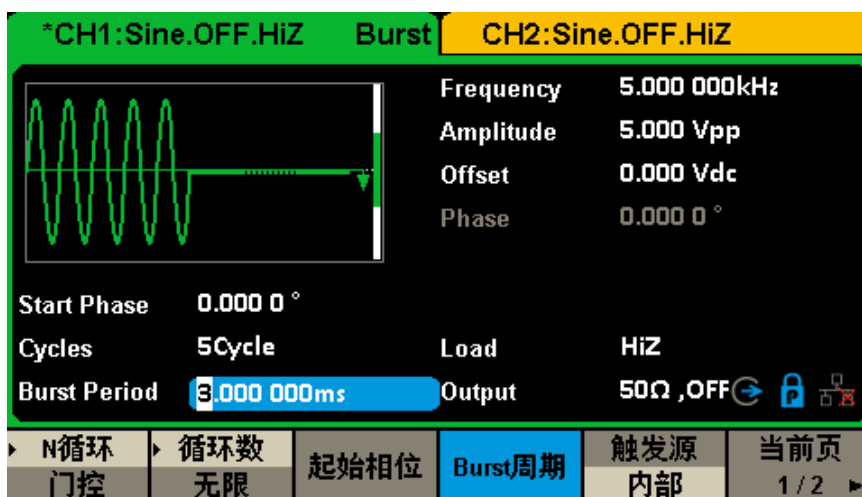 *CH1:Sine.OFF.HiZ Burst CH2:Sine.OFF.HiZ
Frequency 5.000 000kHz
Amplitude 5.000 Vpp
Offset 0.000 Vdc
Phase 0.000 0 °
Start Phase 0.000 0 °
Cycles 5Cycle Load HiZ
Burst Period 3.000 000ms Output 50Ω ,OFF P
N循环 循环数 起始相位 Burst周期 触发源 当前页
门控 无限 内部 1/2